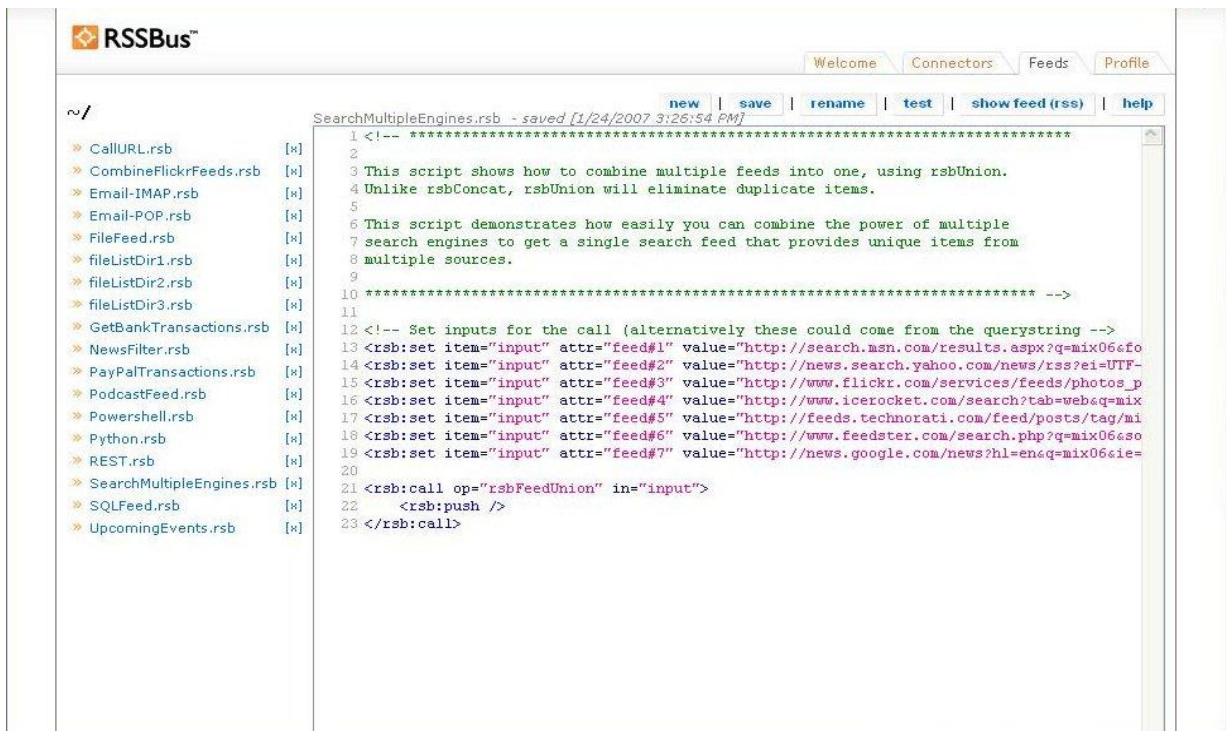 RSSBus™
Welcome Connectors Feeds Profile
~/
new | save | rename | test | show feed (rss) | help
SearchMultipleEngines.rsb - saved [1/24/2007 3:26:54 PM]
» CallURL.rsb [x]
» CombineFlickrFeeds.rsb [x]
» Email-IMAP.rsb [x]
» Email-POP.rsb [x]
» FileFeed.rsb [x]
» fileListDir1.rsb [x]
» fileListDir2.rsb [x]
» fileListDir3.rsb [x]
» GetBankTransactions.rsb [x]
» NewsFilter.rsb [x]
» PayPalTransactions.rsb [x]
» PodcastFeed.rsb [x]
» Powershell.rsb [x]
» Python.rsb [x]
» REST.rsb [x]
» SearchMultipleEngines.rsb [x]
» SQLFeed.rsb [x]
» UpcomingEvents.rsb [x]
1 <!-- ***************************************************************************
2
3 This script shows how to combine multiple feeds into one, using rsbUnion.
4 Unlike rsbConcat, rsbUnion will eliminate duplicate items.
5
6 This script demonstrates how easily you can combine the power of multiple
7 search engines to get a single search feed that provides unique items from
8 multiple sources.
9
10 **************************************************************************** -->
11
12 <!-- Set inputs for the call (alternatively these could come from the querystring -->
13 <rsb:set item="input" attr="feed#1" value="http://search.msn.com/results.aspx?q=mix06&fo
14 <rsb:set item="input" attr="feed#2" value="http://news.search.yahoo.com/news/rss?ei=UTF-
15 <rsb:set item="input" attr="feed#3" value="http://www.flickr.com/services/feeds/photos_p
16 <rsb:set item="input" attr="feed#4" value="http://www.icerocket.com/search?tab=web&q=mix
17 <rsb:set item="input" attr="feed#5" value="http://feeds.technorati.com/feed/posts/tag/mi
18 <rsb:set item="input" attr="feed#6" value="http://www.feedster.com/search.php?q=mix06&so
19 <rsb:set item="input" attr="feed#7" value="http://news.google.com/news?hl=en&q=mix06&ie=
20
21 <rsb:call op="rsbFeedUnion" in="input">
22 <rsb:push />
23 </rsb:call>